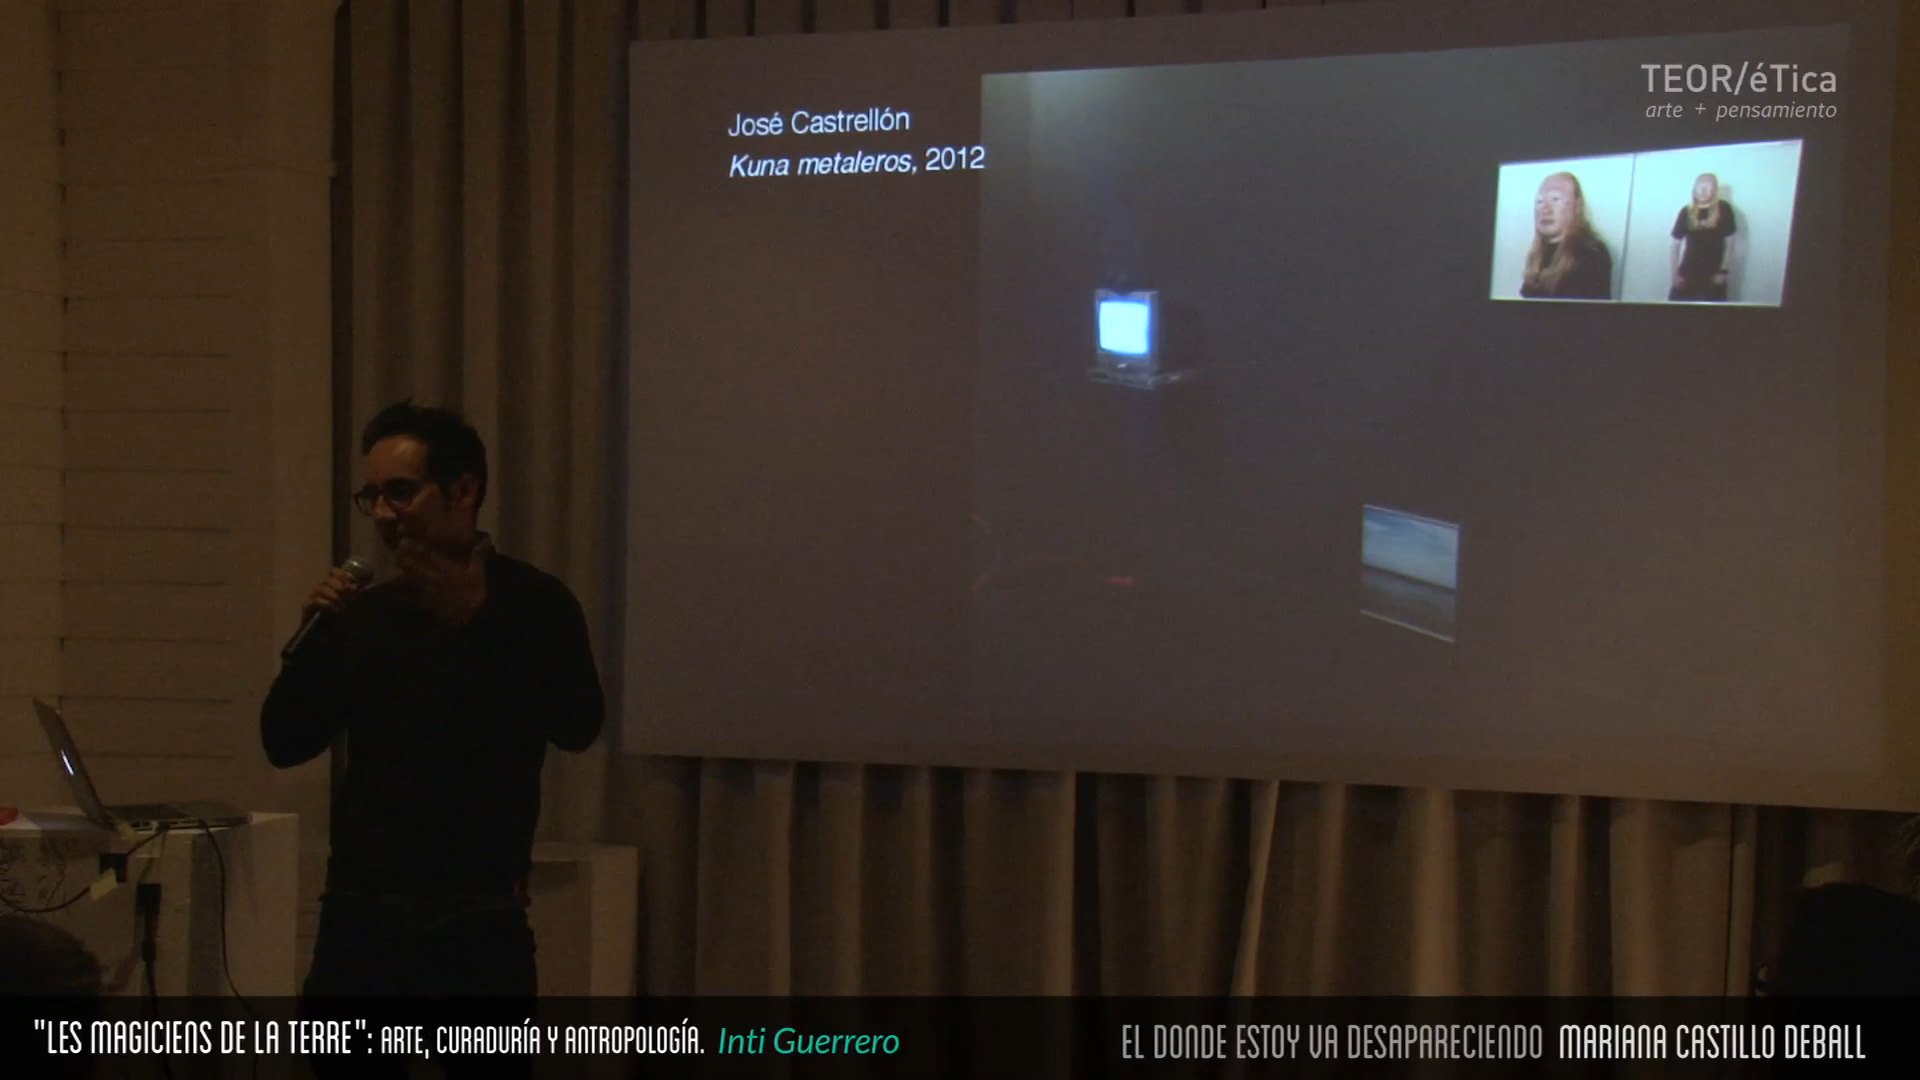 José Castrellón
Kuna metaleros, 2012
TEOR/éTica
arte + pensamiento
"LES MAGICIENS DE LA TERRE": ARTE, CURADURÍA Y ANTROPOLOGÍA. Inti Guerrero
EL DONDE ESTOY VA DESAPARECIENDO MARIANA CASTILLO DEBALL